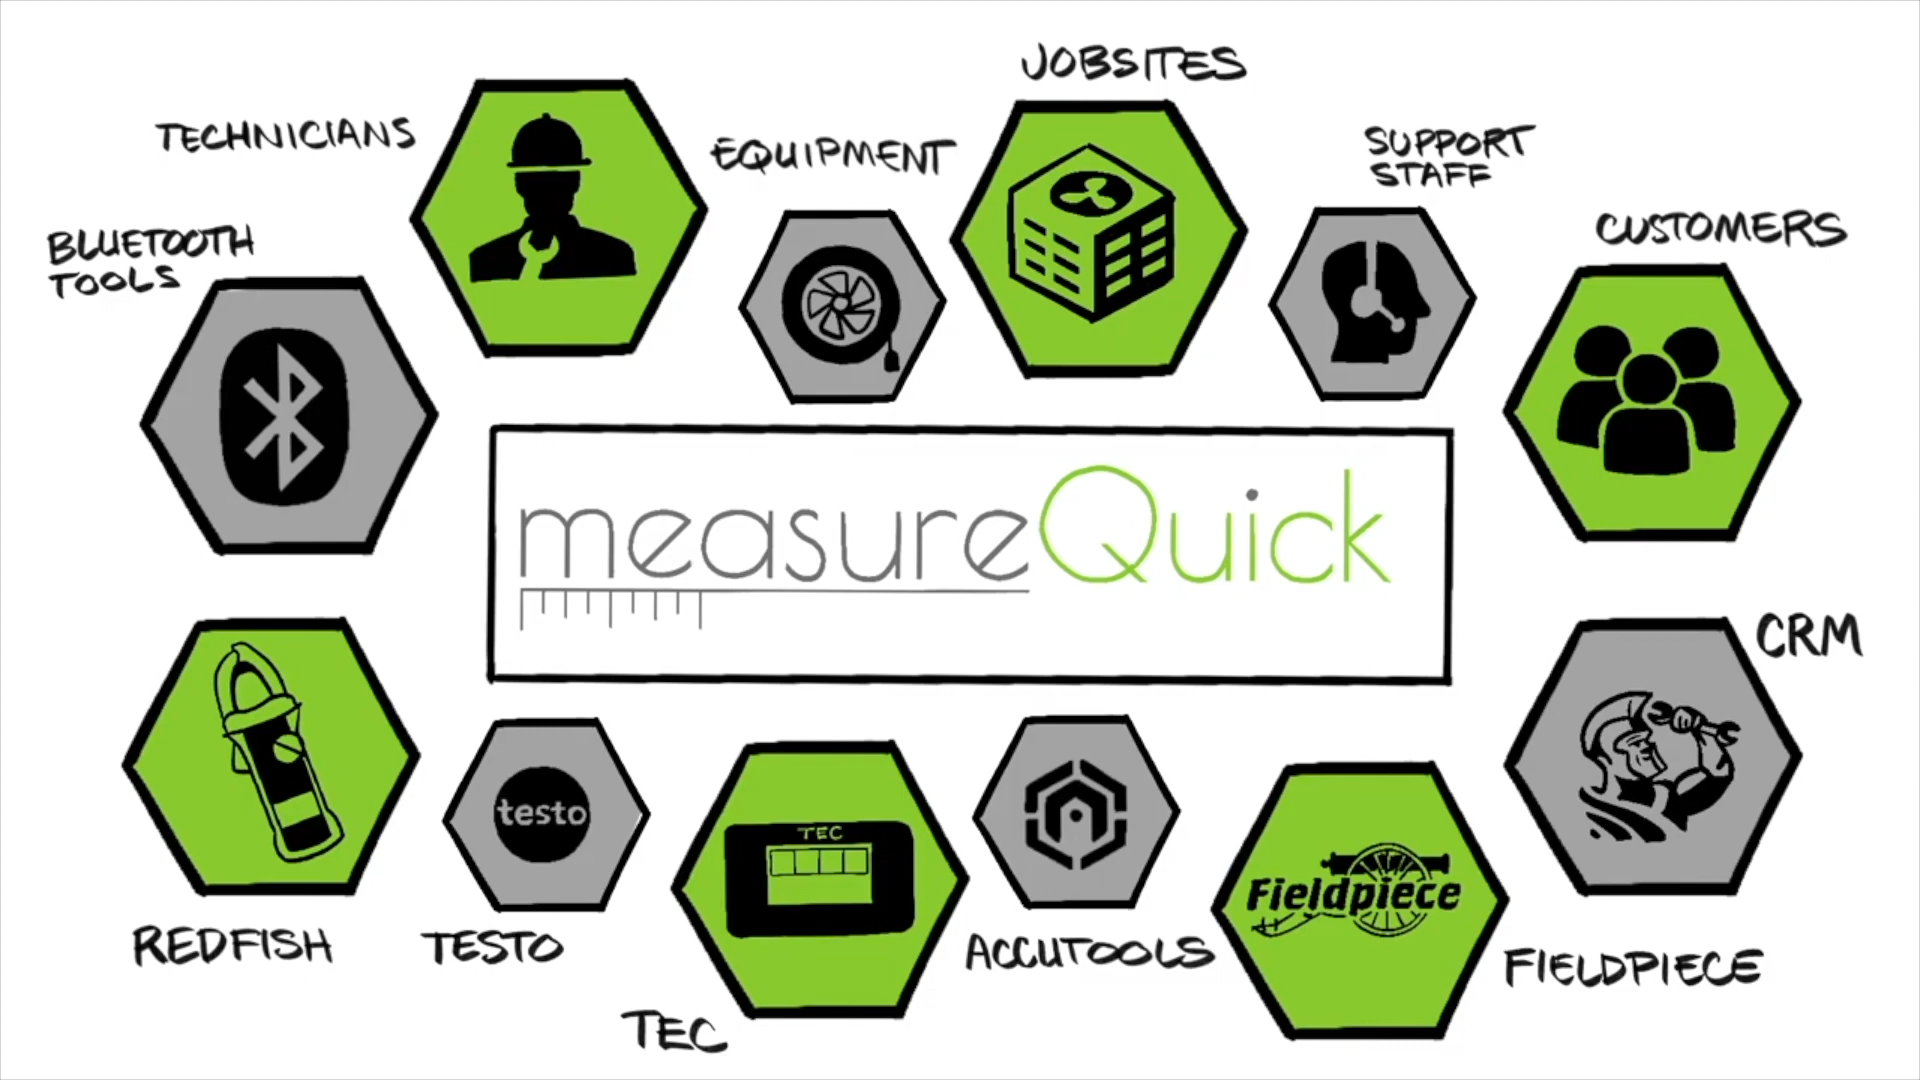 JOBSITES
TECHNICIANS
EQUIPMENT
SUPPORT
STAFF
CUSTOMERS
BLUETOOTH
TOOLS
measureQuick
CRM
testo
TEC
Fieldpiece
REDFISH
TESTO
ACCUTOOLS
FIELDPIECE
TEC